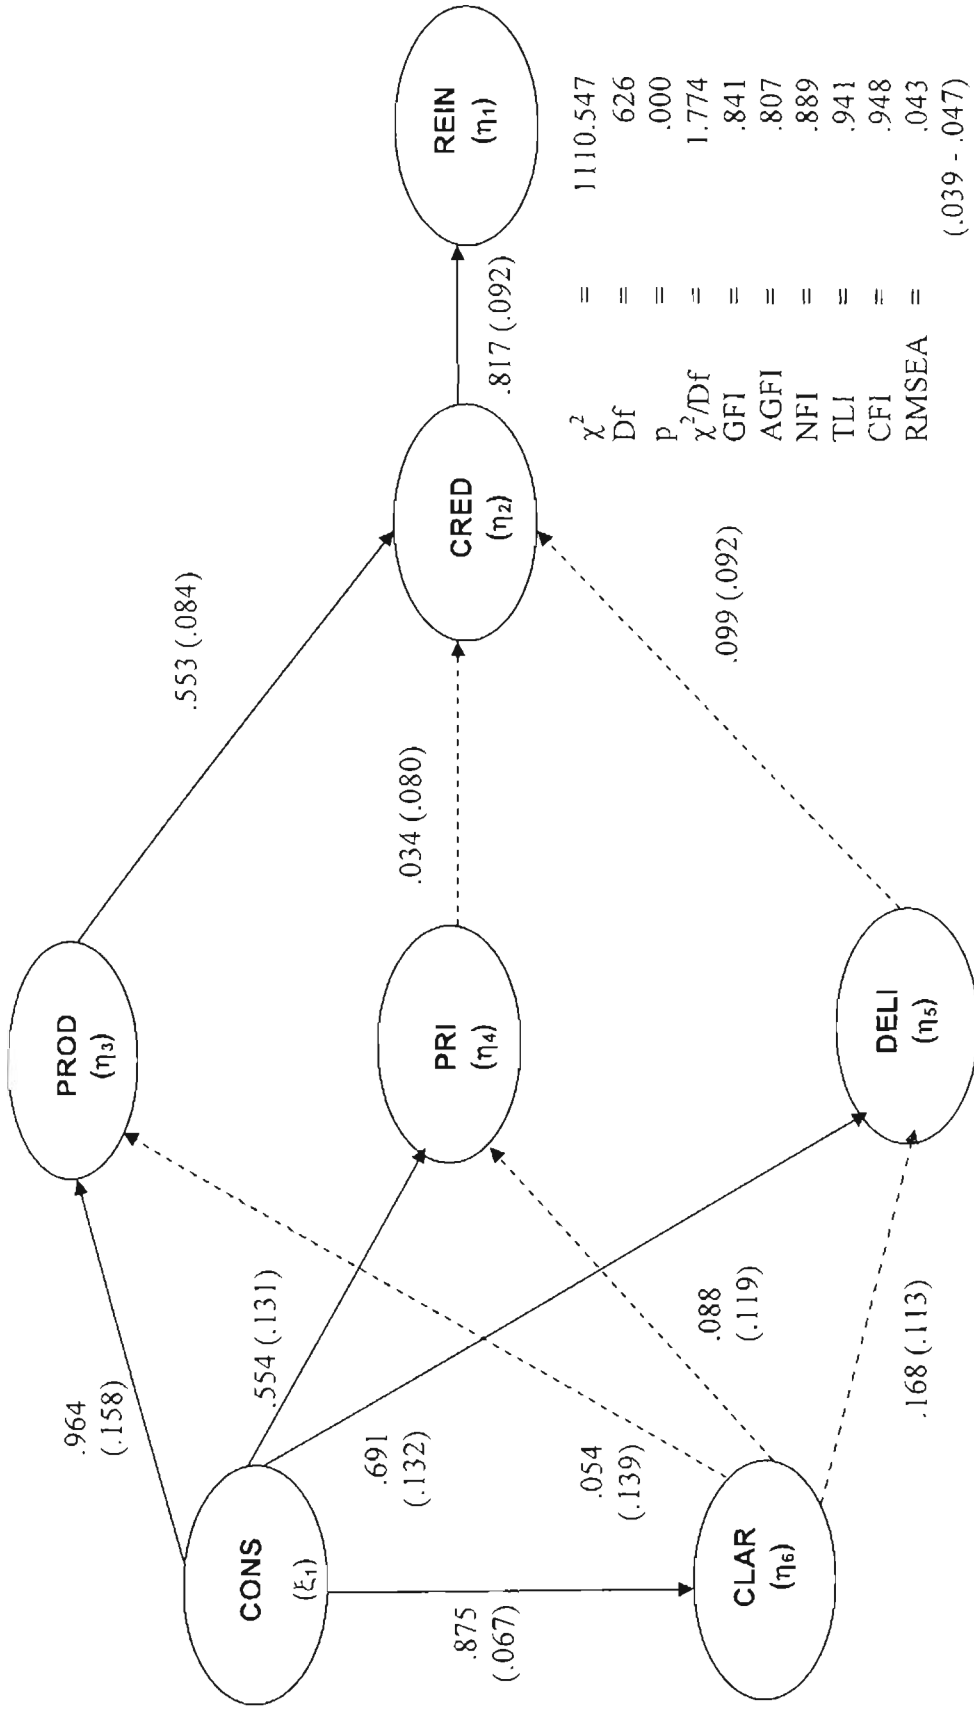 PROD
(η3)
.964
(.158)
.553 (.084)
CONS
(ξ1)
.554 (.131)
PRI
(η4)
.034 (.080)
CRED
(η2)
.817 (.092)
REIN
(η1)
.691
(.132)
.875
(.067)
.054
(.139)
.088
(.119)
.099 (.092)
CLAR
(η6)
.168 (.113)
DELI
(η5)
χ² = 1110.547
Df = 626
p = .000
χ²/Df = 1.774
GFI = .841
AGFI = .807
NFI = .889
TLI = .941
CFI = .948
RMSEA = .043
(.039 - .047)